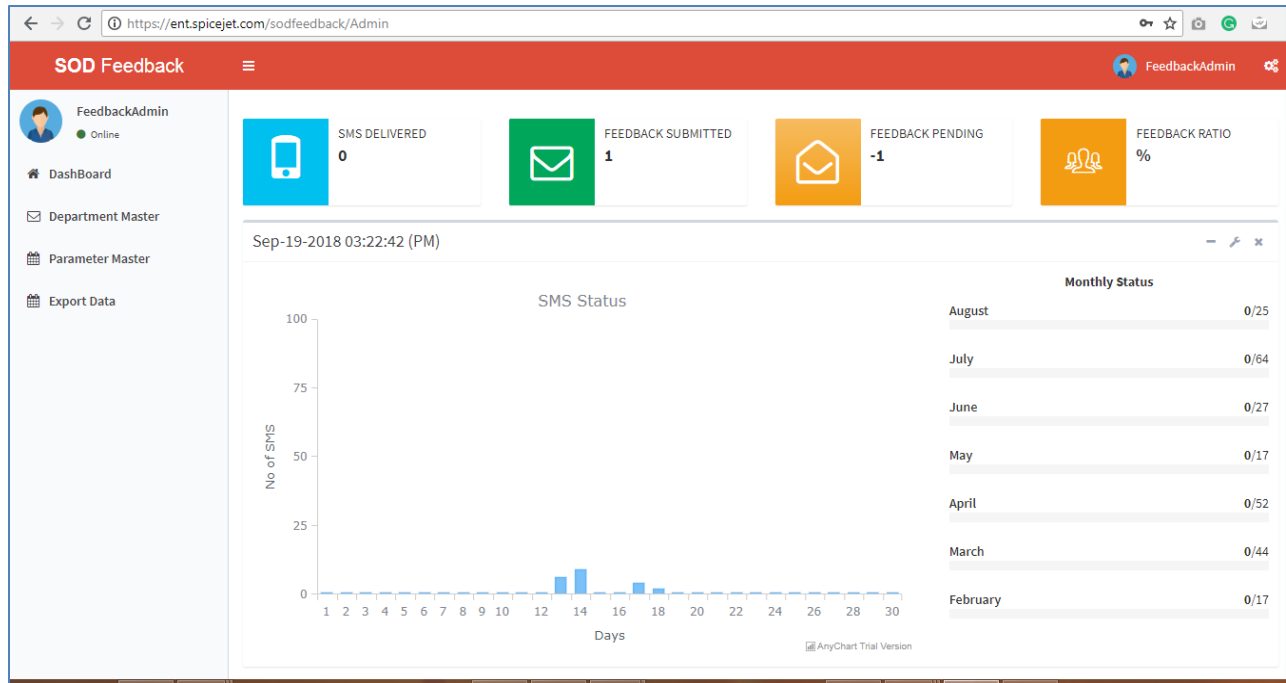 https://ent.spicejet.com/sodfeedback/Admin
SOD Feedback
FeedbackAdmin
FeedbackAdmin
Online
DashBoard
Department Master
Parameter Master
Export Data
SMS DELIVERED
0
FEEDBACK SUBMITTED
1
FEEDBACK PENDING
-1
FEEDBACK RATIO
%
Sep-19-2018 03:22:42 (PM)
SMS Status
100
75
50
25
0
No of SMS
1 2 3 4 5 6 7 8 9 10 12 14 16 18 20 22 24 26 28 30
Days
AnyChart Trial Version
Monthly Status
August 0/25
July 0/64
June 0/27
May 0/17
April 0/52
March 0/44
February 0/17